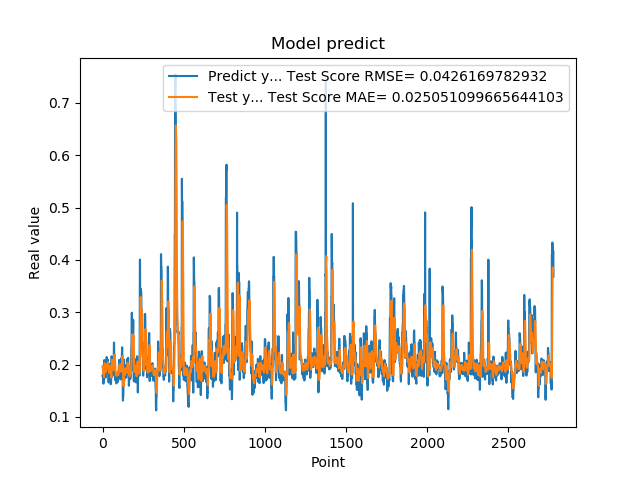 Model predict
Predict y... Test Score RMSE= 0.0426169782932
Test y... Test Score MAE= 0.025051099665644103
Real value
0.7
0.6
0.5
0.4
0.3
0.2
0.1
0
500
1000
1500
2000
2500
Point